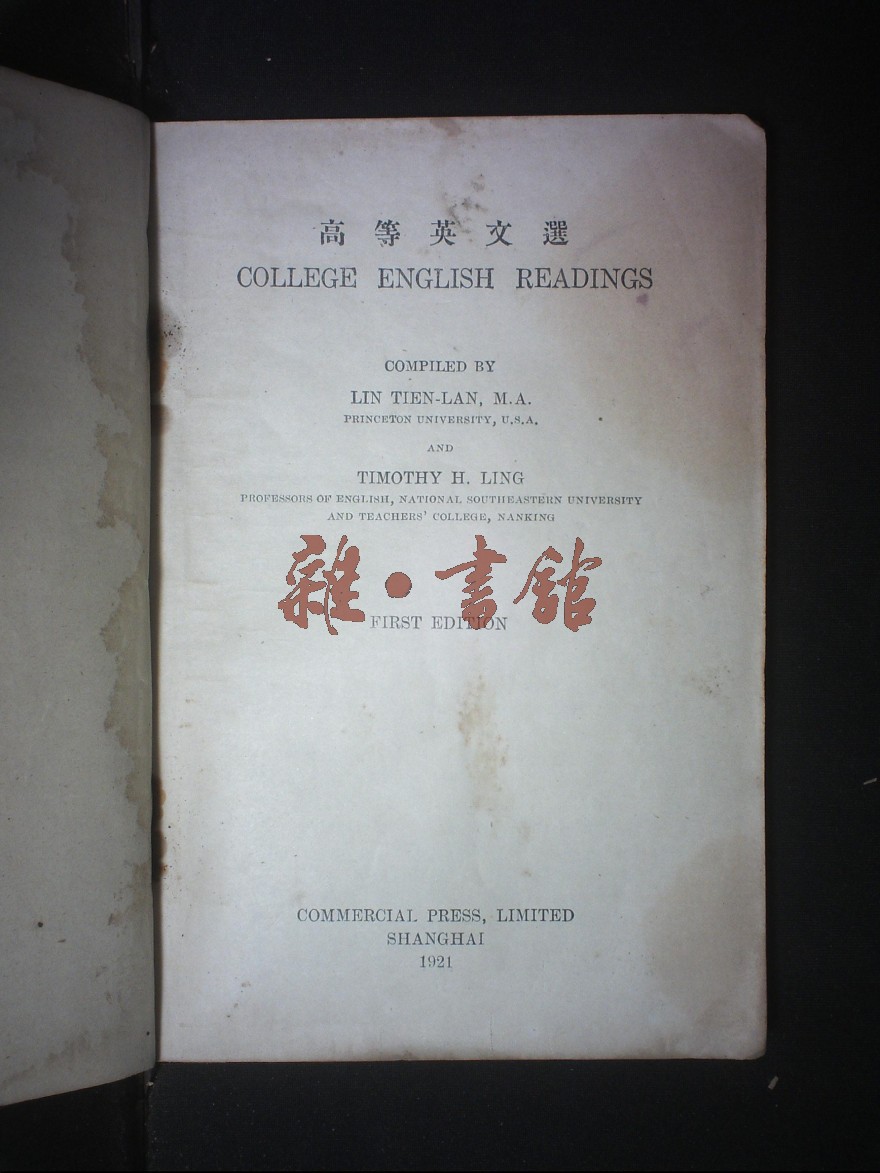 高等英文選
COLLEGE ENGLISH READINGS
COMPILED BY
LIN TIEN-LAN, M.A.
PRINCETON UNIVERSITY, U.S.A.
AND
TIMOTHY H. LING
PROFESSORS OF ENGLISH, NATIONAL SOUTHEASTERN UNIVERSITY
AND TEACHERS' COLLEGE, NANKING
雜·書館
FIRST EDITION
COMMERCIAL PRESS, LIMITED
SHANGHAI
1921